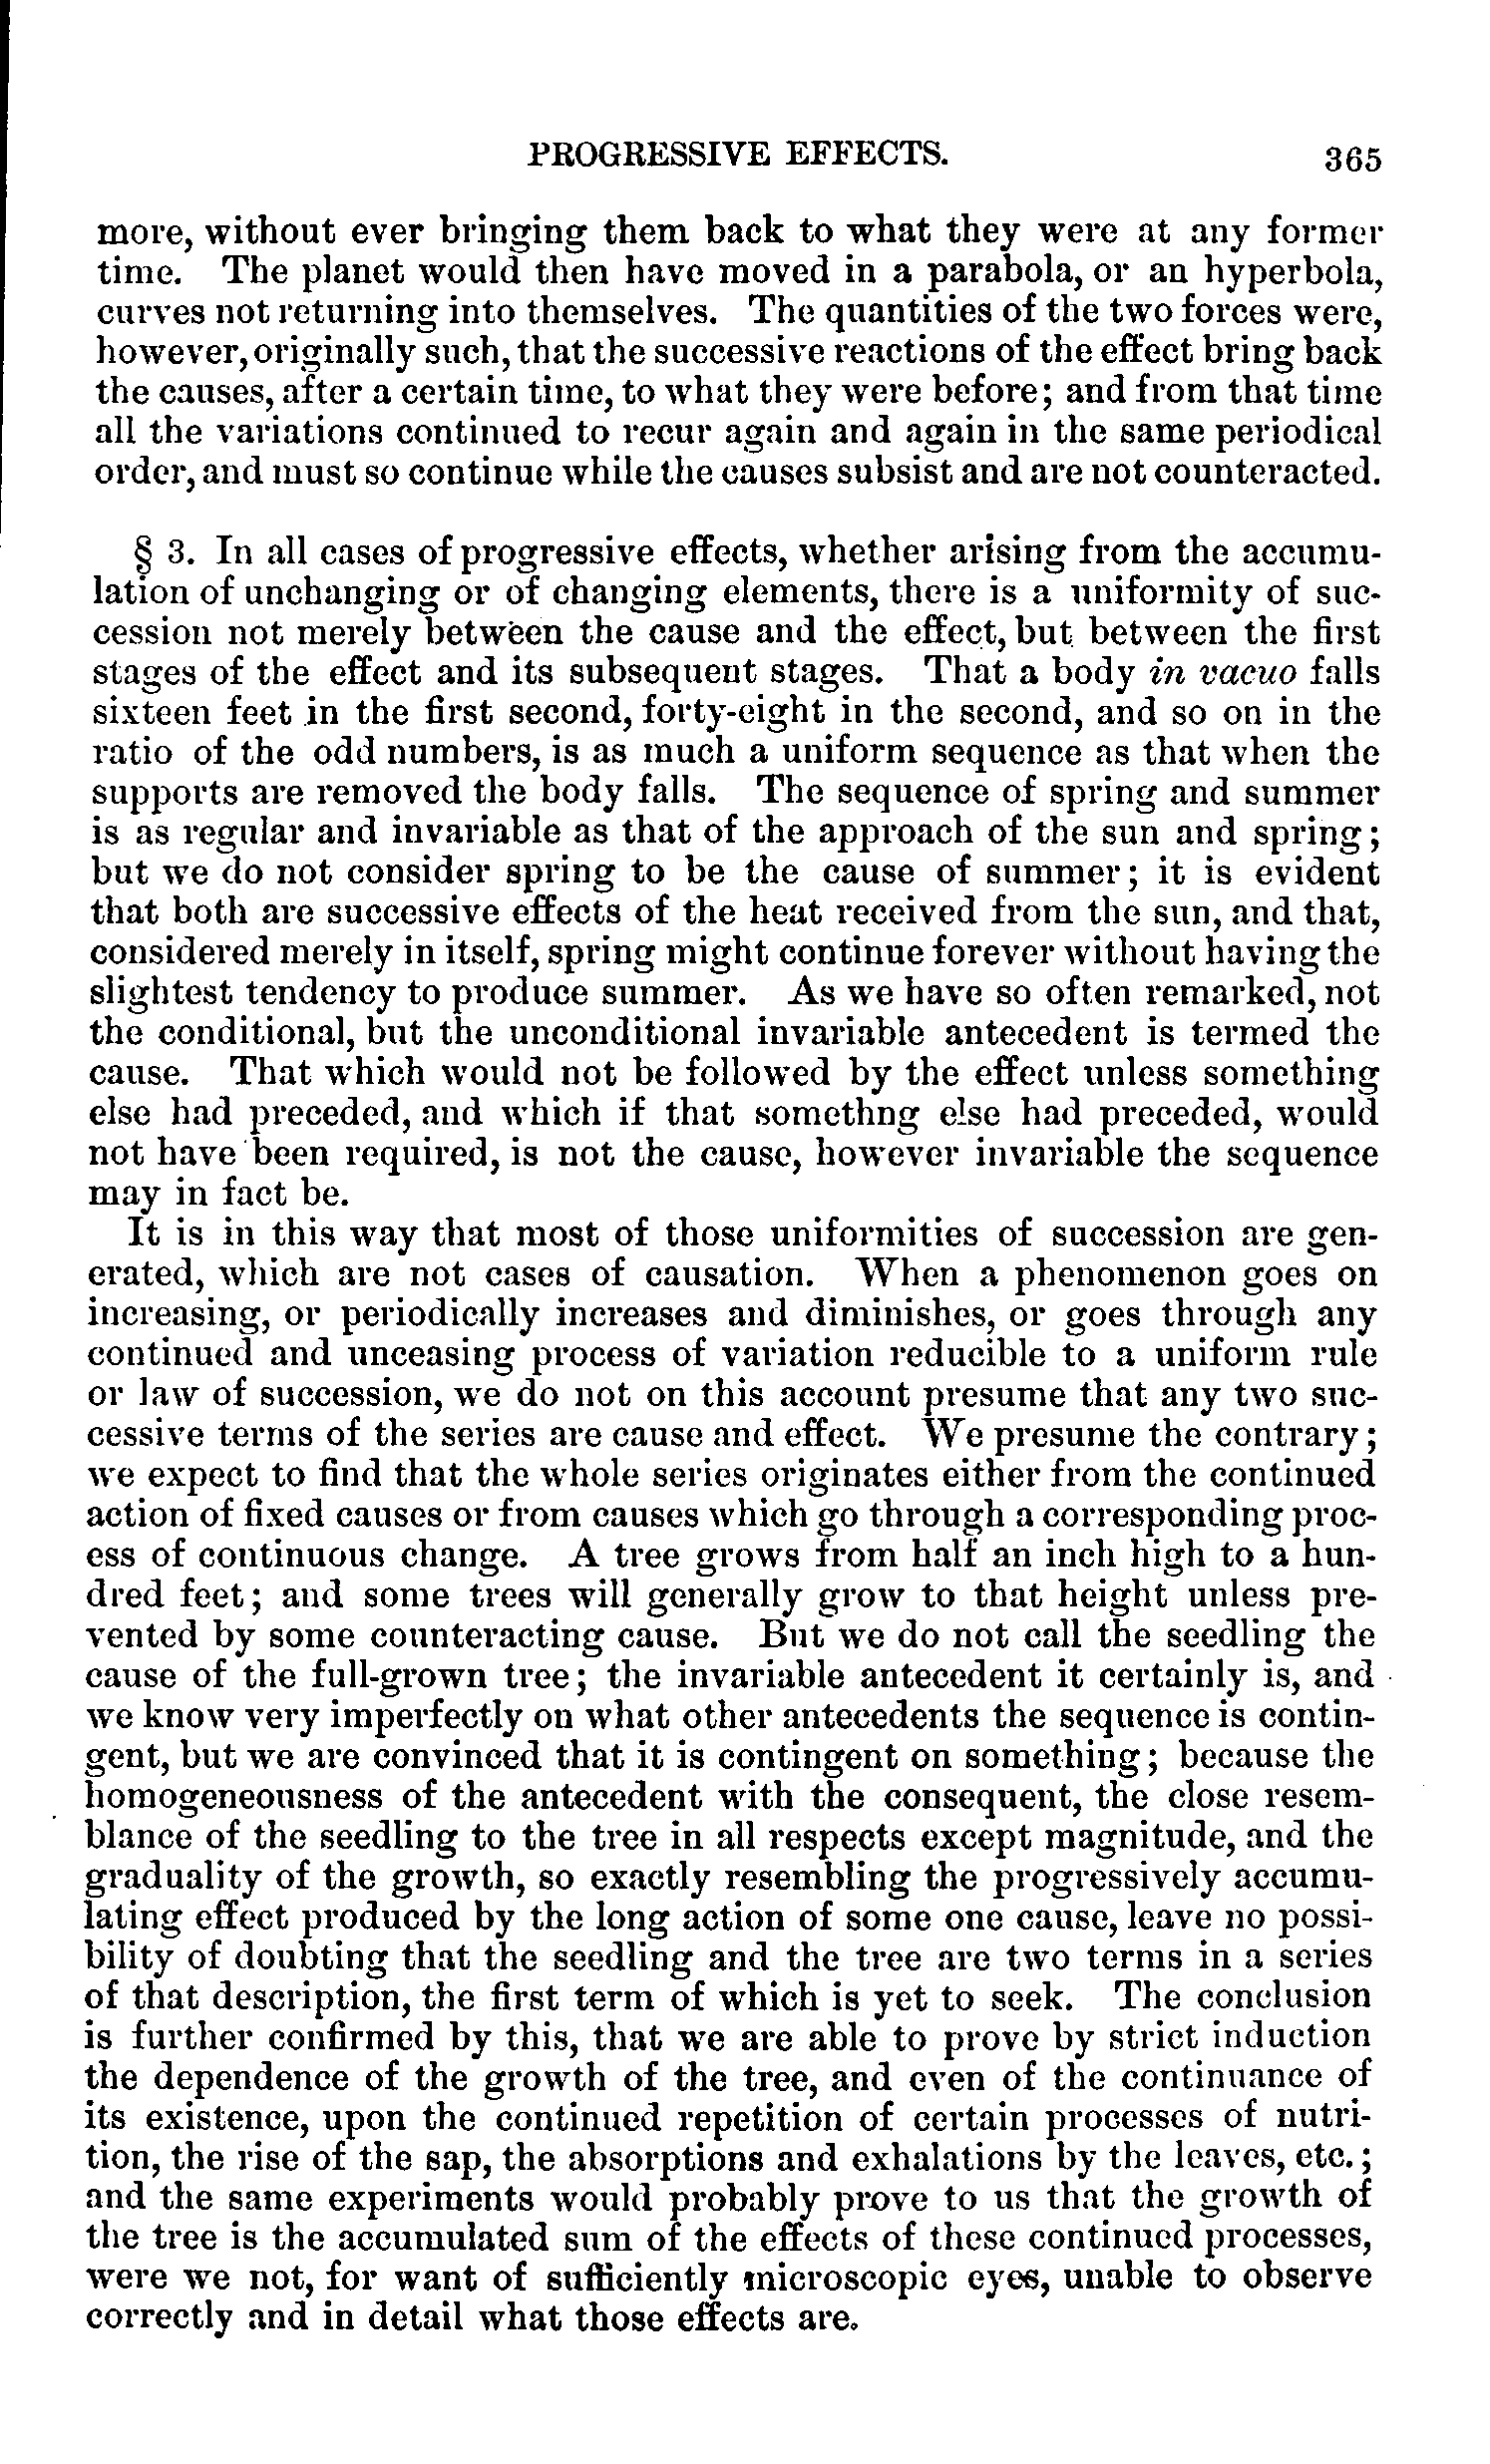 PROGRESSIVE EFFECTS. 365
more, without ever bringing them back to what they were at any former
time. The planet would then have moved in a parabola, or an hyperbola,
curves not returning into themselves. The quantities of the two forces were,
however, originally such, that the successive reactions of the effect bring back
the causes, after a certain time, to what they were before; and from that time
all the variations continued to recur again and again in the same periodical
order, and must so continue while the causes subsist and are not counteracted.
§ 3. In all cases of progressive effects, whether arising from the accumu-
lation of unchanging or of changing elements, there is a uniformity of suc-
cession not merely between the cause and the effect, but between the first
stages of the effect and its subsequent stages. That a body in vacuo falls
sixteen feet in the first second, forty-eight in the second, and so on in the
ratio of the odd numbers, is as much a uniform sequence as that when the
supports are removed the body falls. The sequence of spring and summer
is as regular and invariable as that of the approach of the sun and spring;
but we do not consider spring to be the cause of summer; it is evident
that both are successive effects of the heat received from the sun, and that,
considered merely in itself, spring might continue forever without having the
slightest tendency to produce summer. As we have so often remarked, not
the conditional, but the unconditional invariable antecedent is termed the
cause. That which would not be followed by the effect unless something
else had preceded, and which if that somethng else had preceded, would
not have been required, is not the cause, however invariable the sequence
may in fact be.
It is in this way that most of those uniformities of succession are gen-
erated, which are not cases of causation. When a phenomenon goes on
increasing, or periodically increases and diminishes, or goes through any
continued and unceasing process of variation reducible to a uniform rule
or law of succession, we do not on this account presume that any two suc-
cessive terms of the series are cause and effect. We presume the contrary;
we expect to find that the whole series originates either from the continued
action of fixed causes or from causes which go through a corresponding proc-
ess of continuous change. A tree grows from half an inch high to a hun-
dred feet; and some trees will generally grow to that height unless pre-
vented by some counteracting cause. But we do not call the seedling the
cause of the full-grown tree; the invariable antecedent it certainly is, and
we know very imperfectly on what other antecedents the sequence is contin-
gent, but we are convinced that it is contingent on something; because the
homogeneousness of the antecedent with the consequent, the close resem-
blance of the seedling to the tree in all respects except magnitude, and the
graduality of the growth, so exactly resembling the progressively accumu-
lating effect produced by the long action of some one cause, leave no possi-
bility of doubting that the seedling and the tree are two terms in a series
of that description, the first term of which is yet to seek. The conclusion
is further confirmed by this, that we are able to prove by strict induction
the dependence of the growth of the tree, and even of the continuance of
its existence, upon the continued repetition of certain processes of nutri-
tion, the rise of the sap, the absorptions and exhalations by the leaves, etc.;
and the same experiments would probably prove to us that the growth of
the tree is the accumulated sum of the effects of these continued processes,
were we not, for want of sufficiently microscopic eyes, unable to observe
correctly and in detail what those effects are.